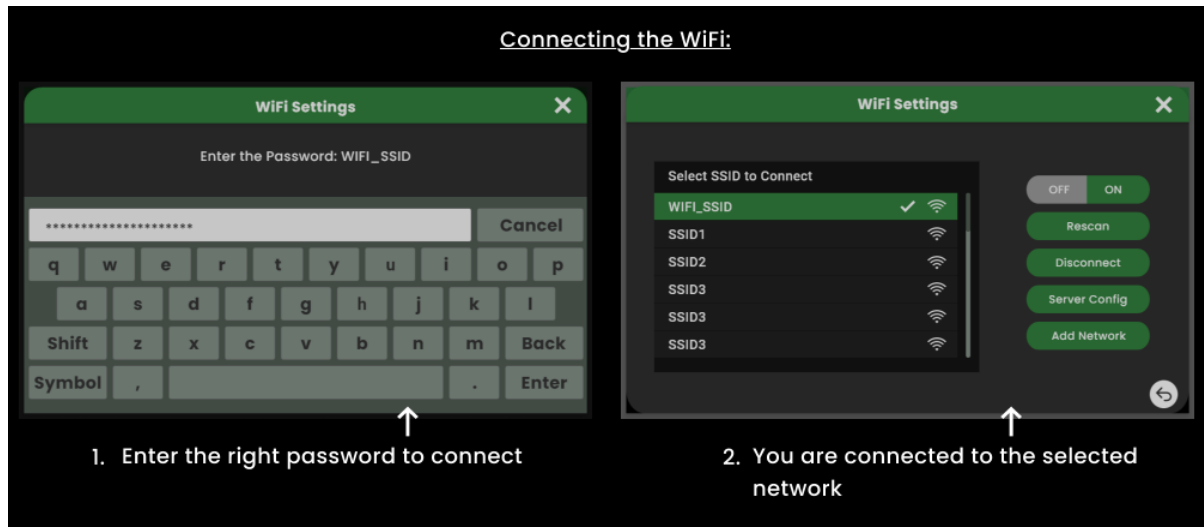 Connecting the WiFi:
WiFi Settings
Enter the Password: WIFI_SSID
*********************
Cancel
q w e r t y u i o p
a s d f g h j k l
Shift z x c v b n m Back
Symbol , . Enter
1. Enter the right password to connect
WiFi Settings
Select SSID to Connect
WIFI_SSID
SSID1
SSID2
SSID3
SSID3
SSID3
OFF ON
Rescan
Disconnect
Server Config
Add Network
2. You are connected to the selected
network